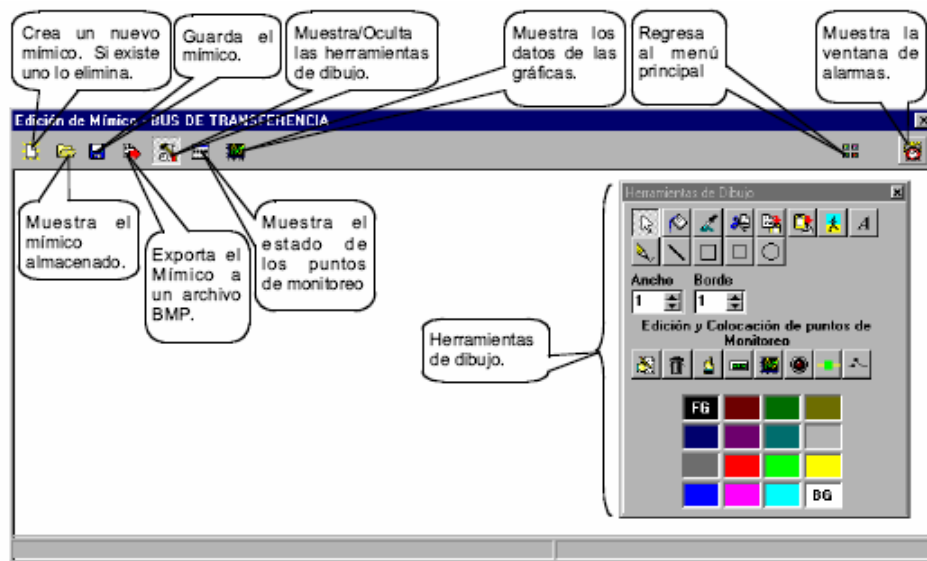 Crea un nuevo
mímico. Si existe
uno lo elimina.
Guarda el
mímico.
Muestra/Oculta
las herramientas
de dibujo.
Muestra los
datos de las
gráficas.
Regresa
al menú
principal
Muestra la
ventana de
alarmas.
Edición de Mímico - BUS DE TRANSFERENCIA
Muestra el
mímico
almacenado.
Exporta el
Mímico a
un archivo
BMP.
Muestra el
estado de
los puntos
de monitoreo
Herramientas
de dibujo.
Herramientas de Dibujo
A
Ancho Borde
1 1
Edición y Colocación de puntos de
Monitoreo
FG
BG